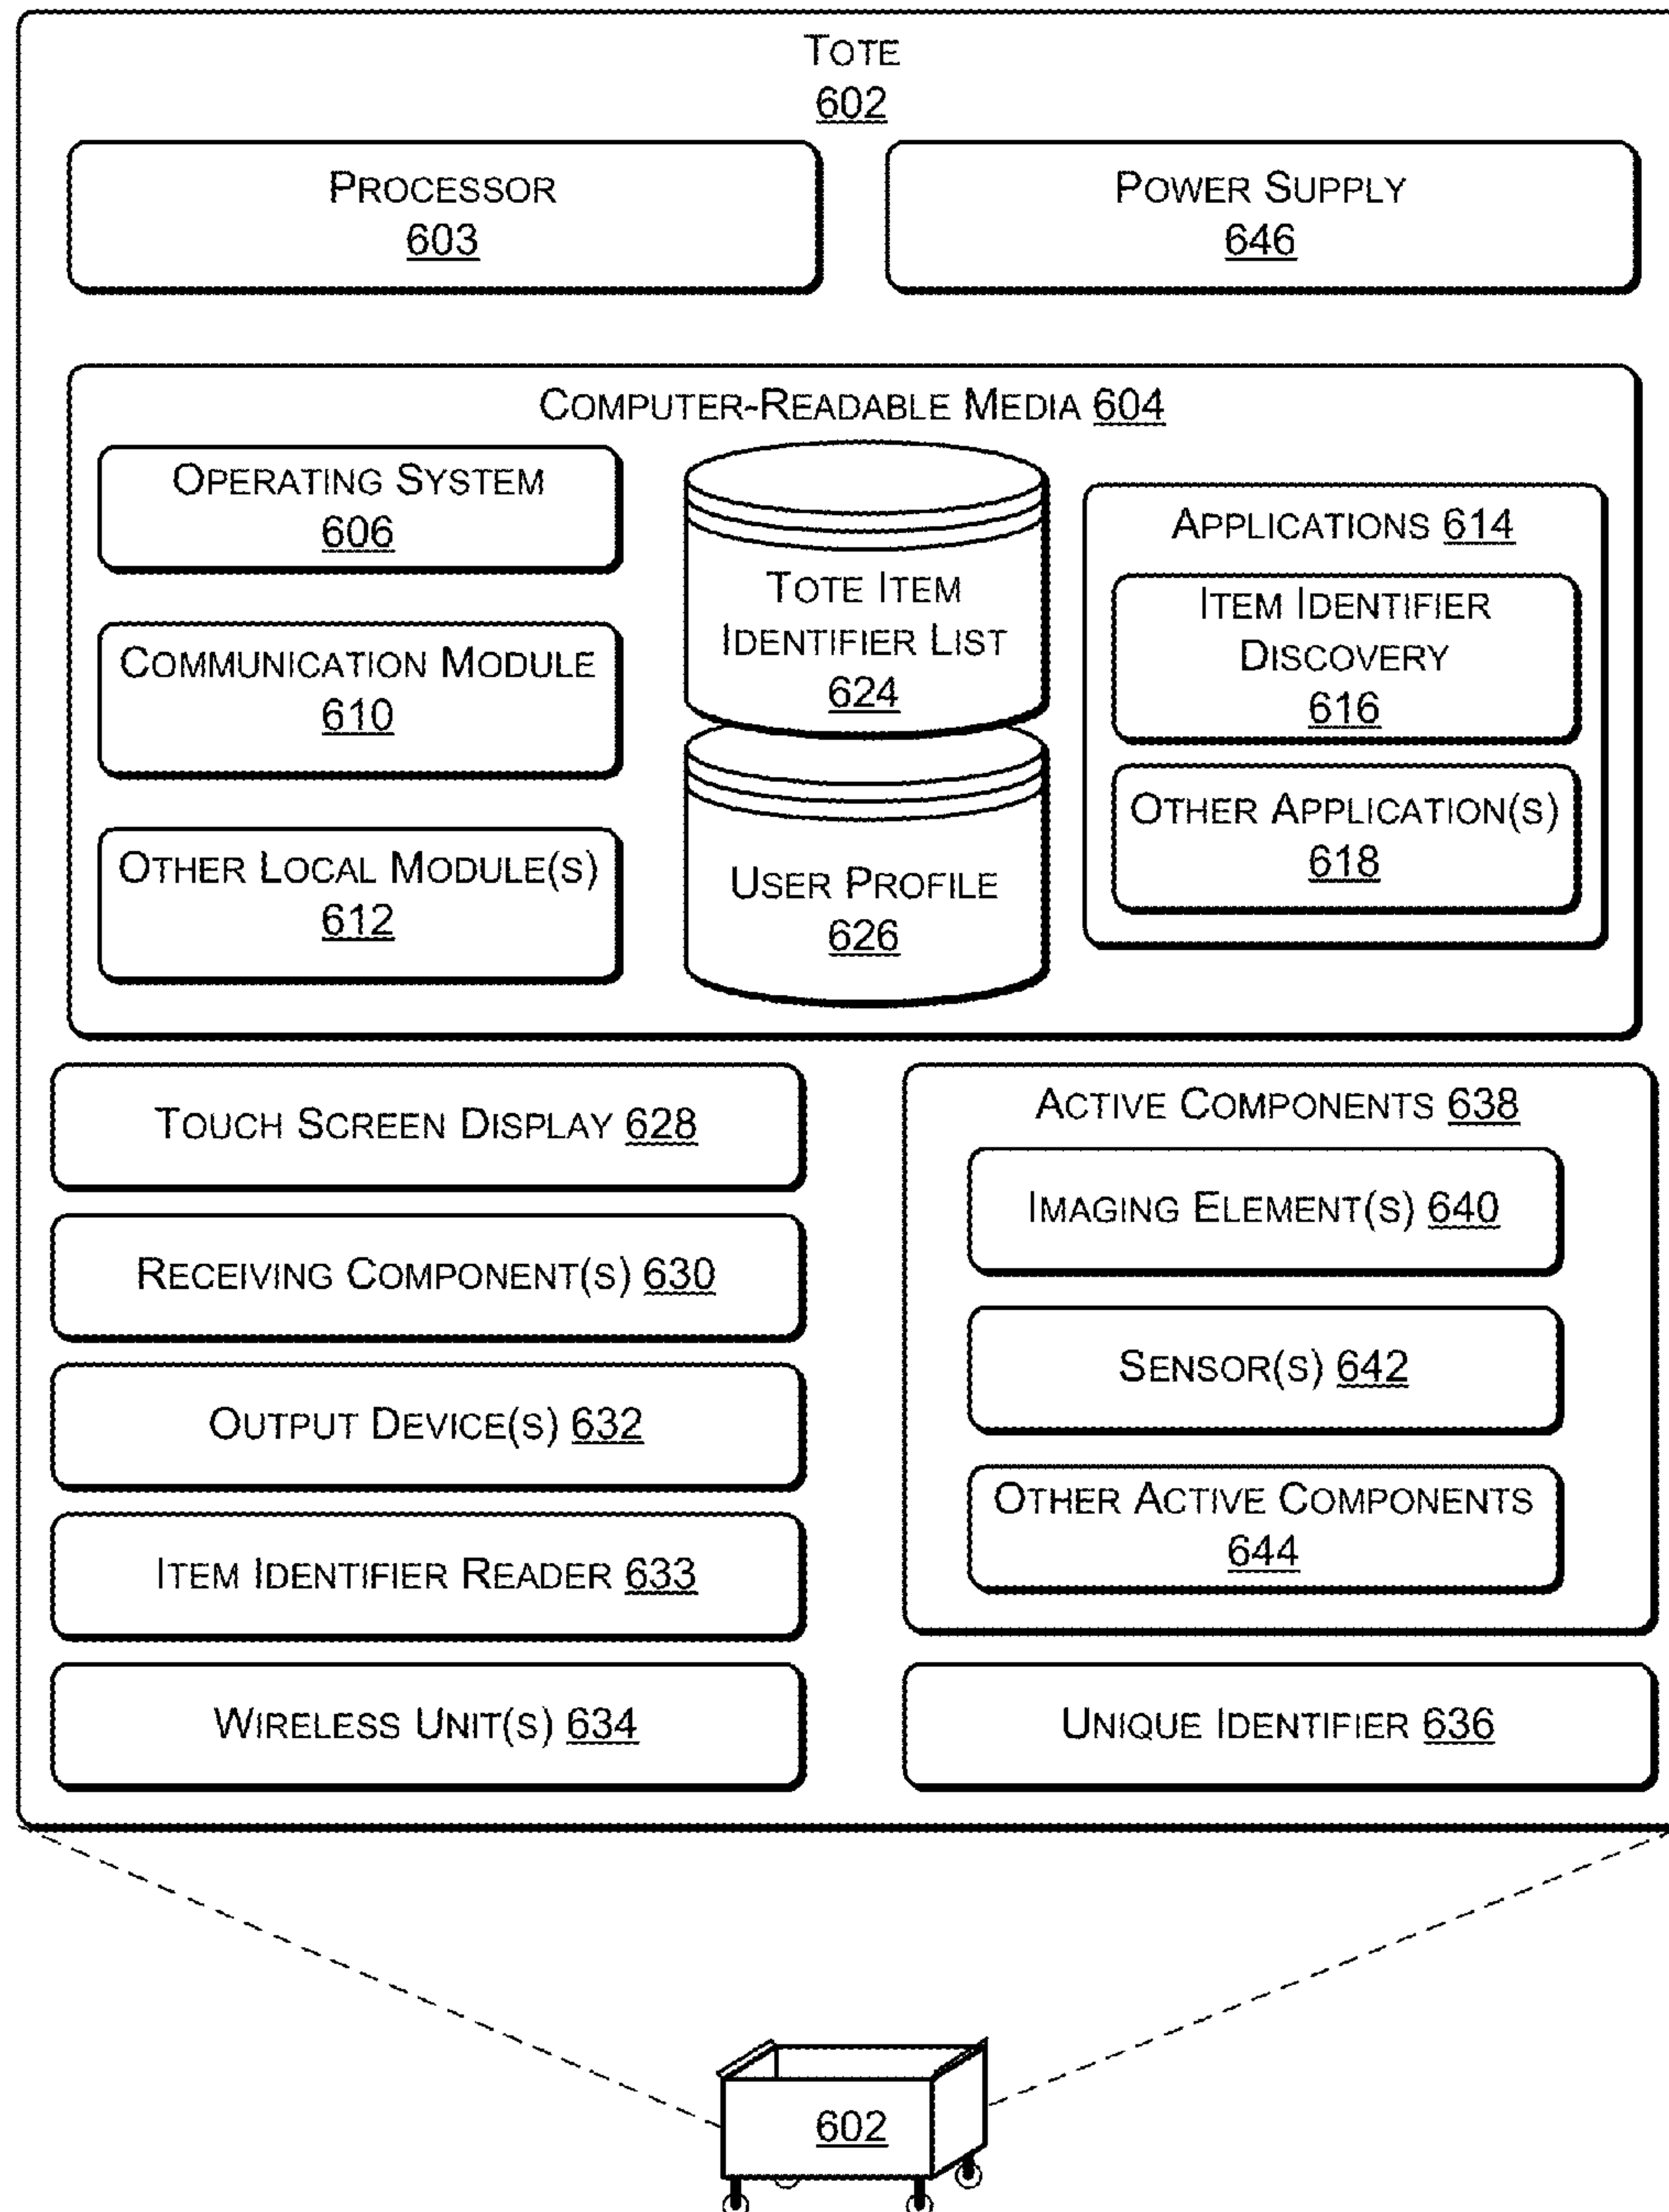 TOTE
602
PROCESSOR
603
POWER SUPPLY
646
COMPUTER-READABLE MEDIA 604
OPERATING SYSTEM
606
COMMUNICATION MODULE
610
OTHER LOCAL MODULE(S)
612
TOTE ITEM
IDENTIFIER LIST
624
USER PROFILE
626
APPLICATIONS 614
ITEM IDENTIFIER
DISCOVERY
616
OTHER APPLICATION(S)
618
TOUCH SCREEN DISPLAY 628
RECEIVING COMPONENT(S) 630
OUTPUT DEVICE(S) 632
ITEM IDENTIFIER READER 633
WIRELESS UNIT(S) 634
ACTIVE COMPONENTS 638
IMAGING ELEMENT(S) 640
SENSOR(S) 642
OTHER ACTIVE COMPONENTS
644
UNIQUE IDENTIFIER 636
602